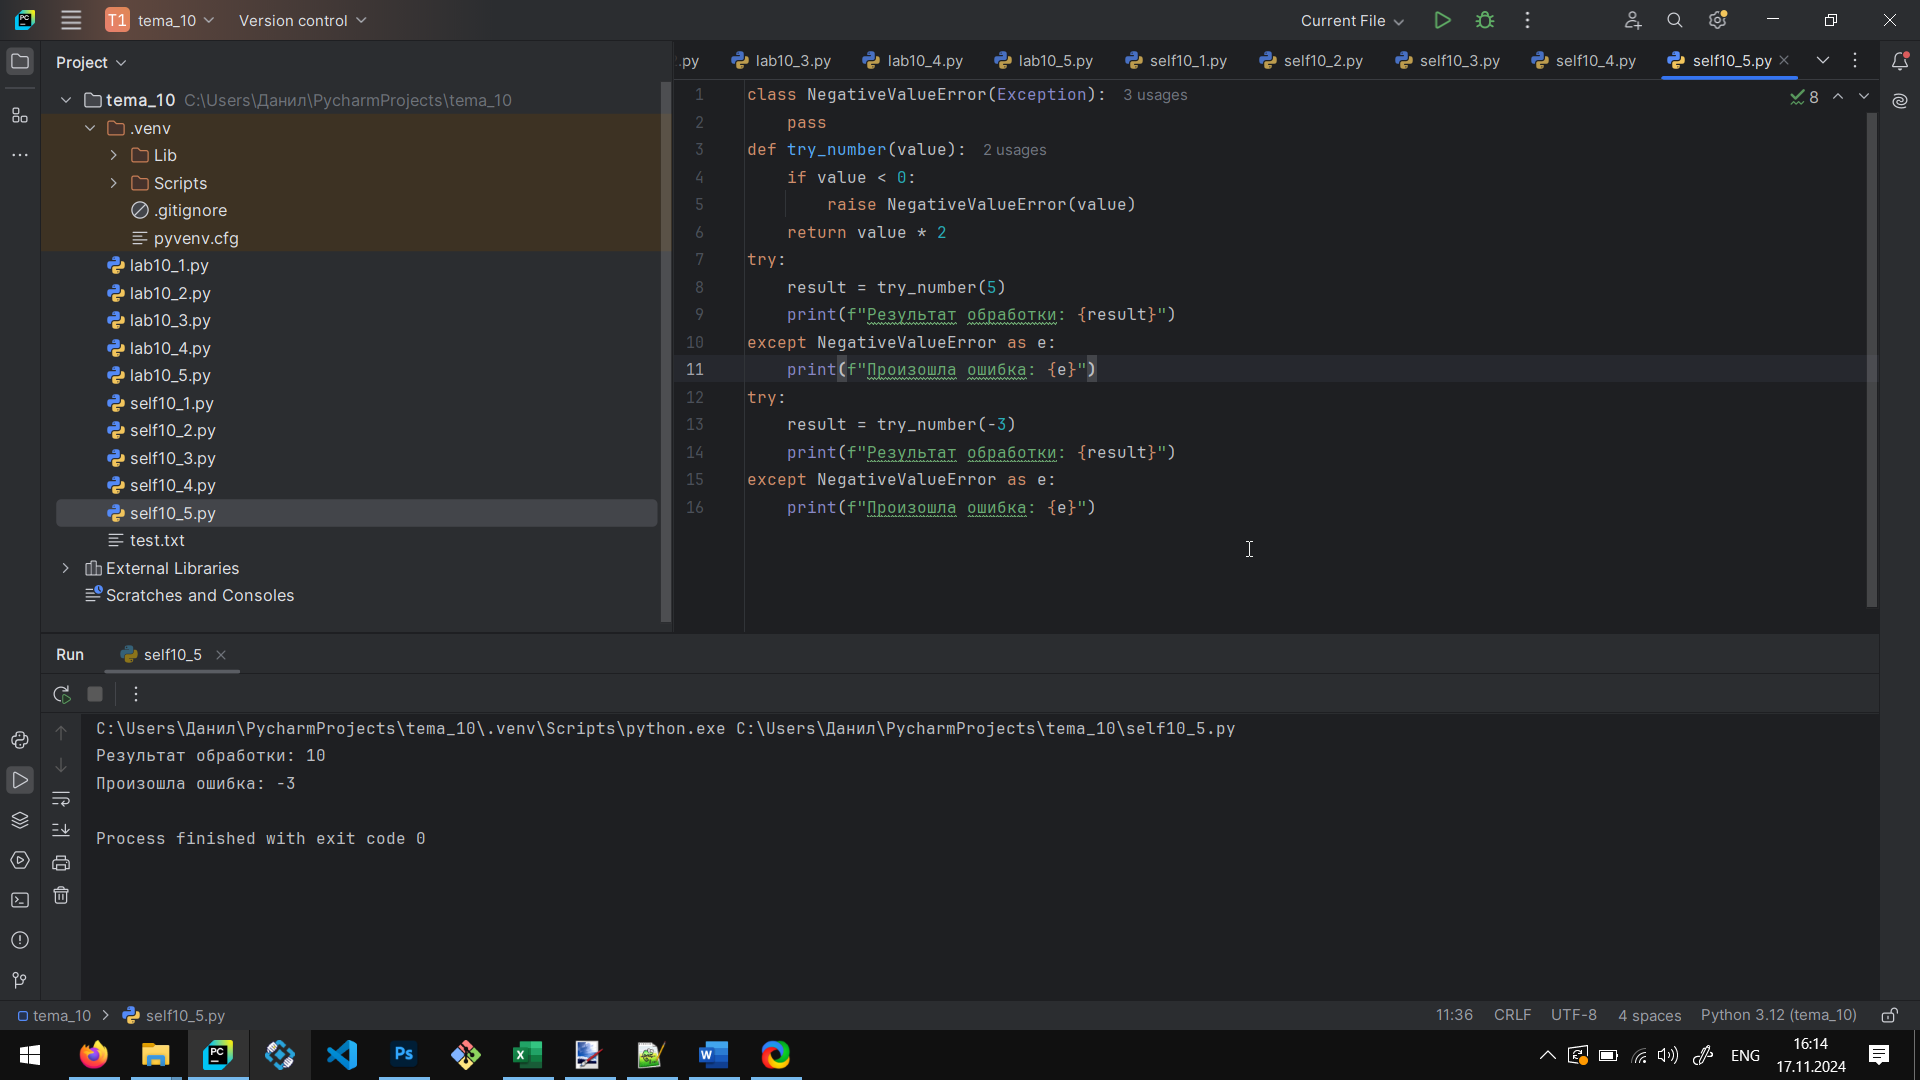 PC
T1 tema_10
Version control
Current File
Project
.py
lab10_3.py
lab10_4.py
lab10_5.py
self10_1.py
self10_2.py
self10_3.py
self10_4.py
self10_5.py
tema_10 C:\Users\Данил\PycharmProjects\tema_10
.venv
Lib
Scripts
.gitignore
pyvenv.cfg
lab10_1.py
lab10_2.py
lab10_3.py
lab10_4.py
lab10_5.py
self10_1.py
self10_2.py
self10_3.py
self10_4.py
self10_5.py
test.txt
External Libraries
Scratches and Consoles
8
1 class NegativeValueError(Exception): 3 usages
2 pass
3 def try_number(value): 2 usages
4 if value < 0:
5 raise NegativeValueError(value)
6 return value * 2
7 try:
8 result = try_number(5)
9 print(f"Результат обработки: {result}")
10 except NegativeValueError as e:
11 print(f"Произошла ошибка: {e}")
12 try:
13 result = try_number(-3)
14 print(f"Результат обработки: {result}")
15 except NegativeValueError as e:
16 print(f"Произошла ошибка: {e}")
Run self10_5
C:\Users\Данил\PycharmProjects\tema_10\.venv\Scripts\python.exe C:\Users\Данил\PycharmProjects\tema_10\self10_5.py
Результат обработки: 10
Произошла ошибка: -3
Process finished with exit code 0
tema_10 > self10_5.py
11:36 CRLF UTF-8 4 spaces Python 3.12 (tema_10)
PC
Ps
X
W
ENG
16:14
17.11.2024